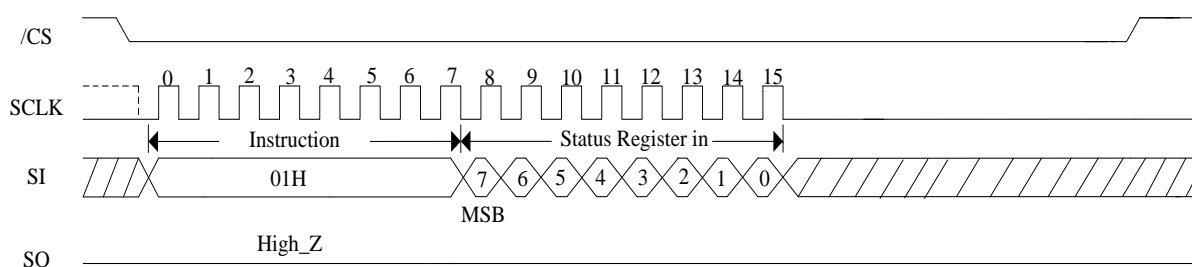 /CS
0 1 2 3 4 5 6 7 8 9 10 11 12 13 14 15
SCLK
Instruction Status Register in
SI 01H 7 6 5 4 3 2 1 0
MSB
High_Z
SO